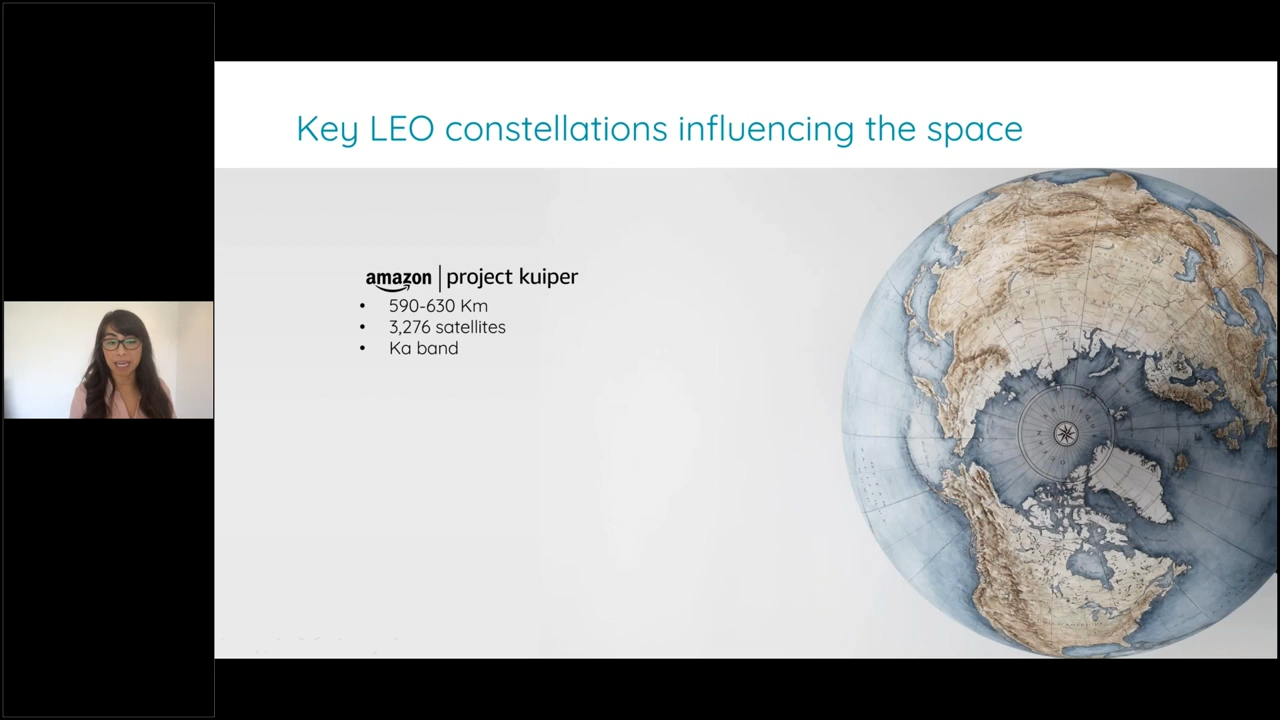 Key LEO constellations influencing the space
amazon | project kuiper
• 590-630 Km
• 3,276 satellites
• Ka band